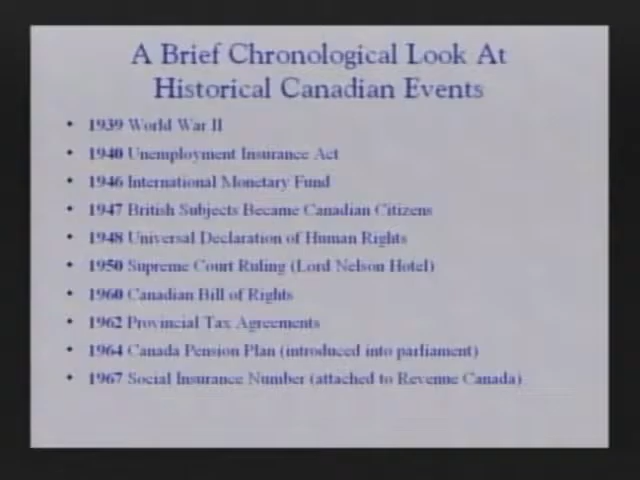 A Brief Chronological Look At
Historical Canadian Events
• 1939 World War II
• 1940 Unemployment Insurance Act
• 1946 International Monetary Fund
• 1947 British Subjects Became Canadian Citizens
• 1948 Universal Declaration of Human Rights
• 1950 Supreme Court Ruling (Lord Nelson Hotel)
• 1960 Canadian Bill of Rights
• 1962 Provincial Tax Agreements
• 1964 Canada Pension Plan (introduced into parliament)
• 1967 Social Insurance Number (attached to Revenue Canada)